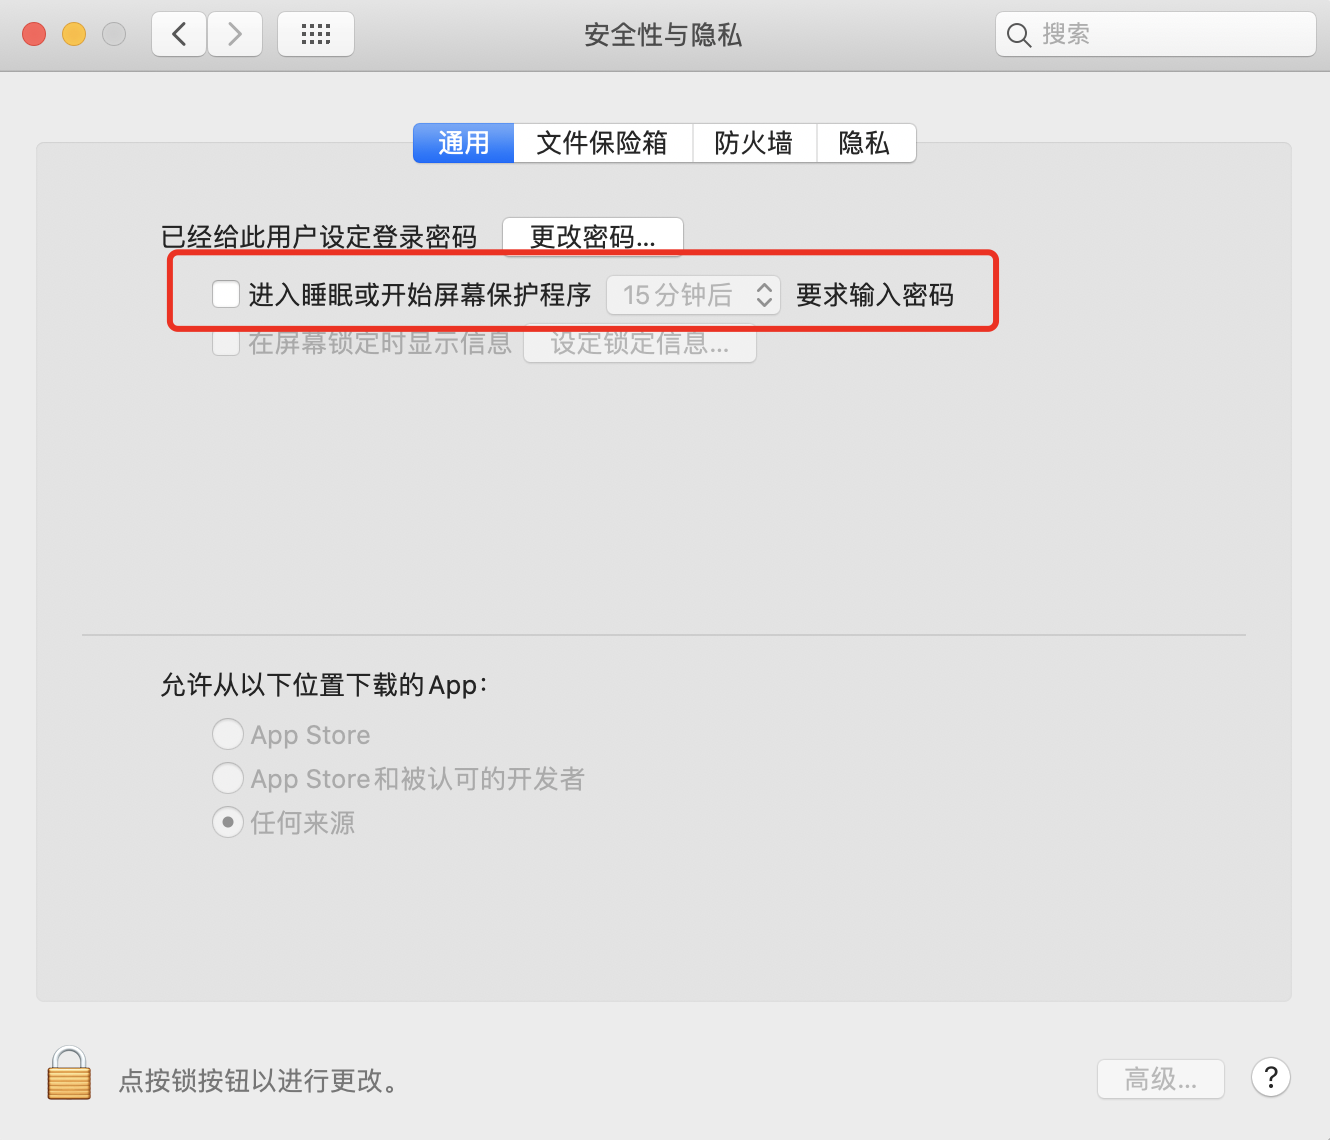 安全性与隐私
搜索
通用 文件保险箱 防火墙 隐私
已经给此用户设定登录密码 更改密码...
进入睡眠或开始屏幕保护程序 15分钟后 要求输入密码
在屏幕锁定时显示信息 设定锁定信息...
允许从以下位置下载的App：
App Store
App Store和被认可的开发者
任何来源
点按锁按钮以进行更改。
高级... ?